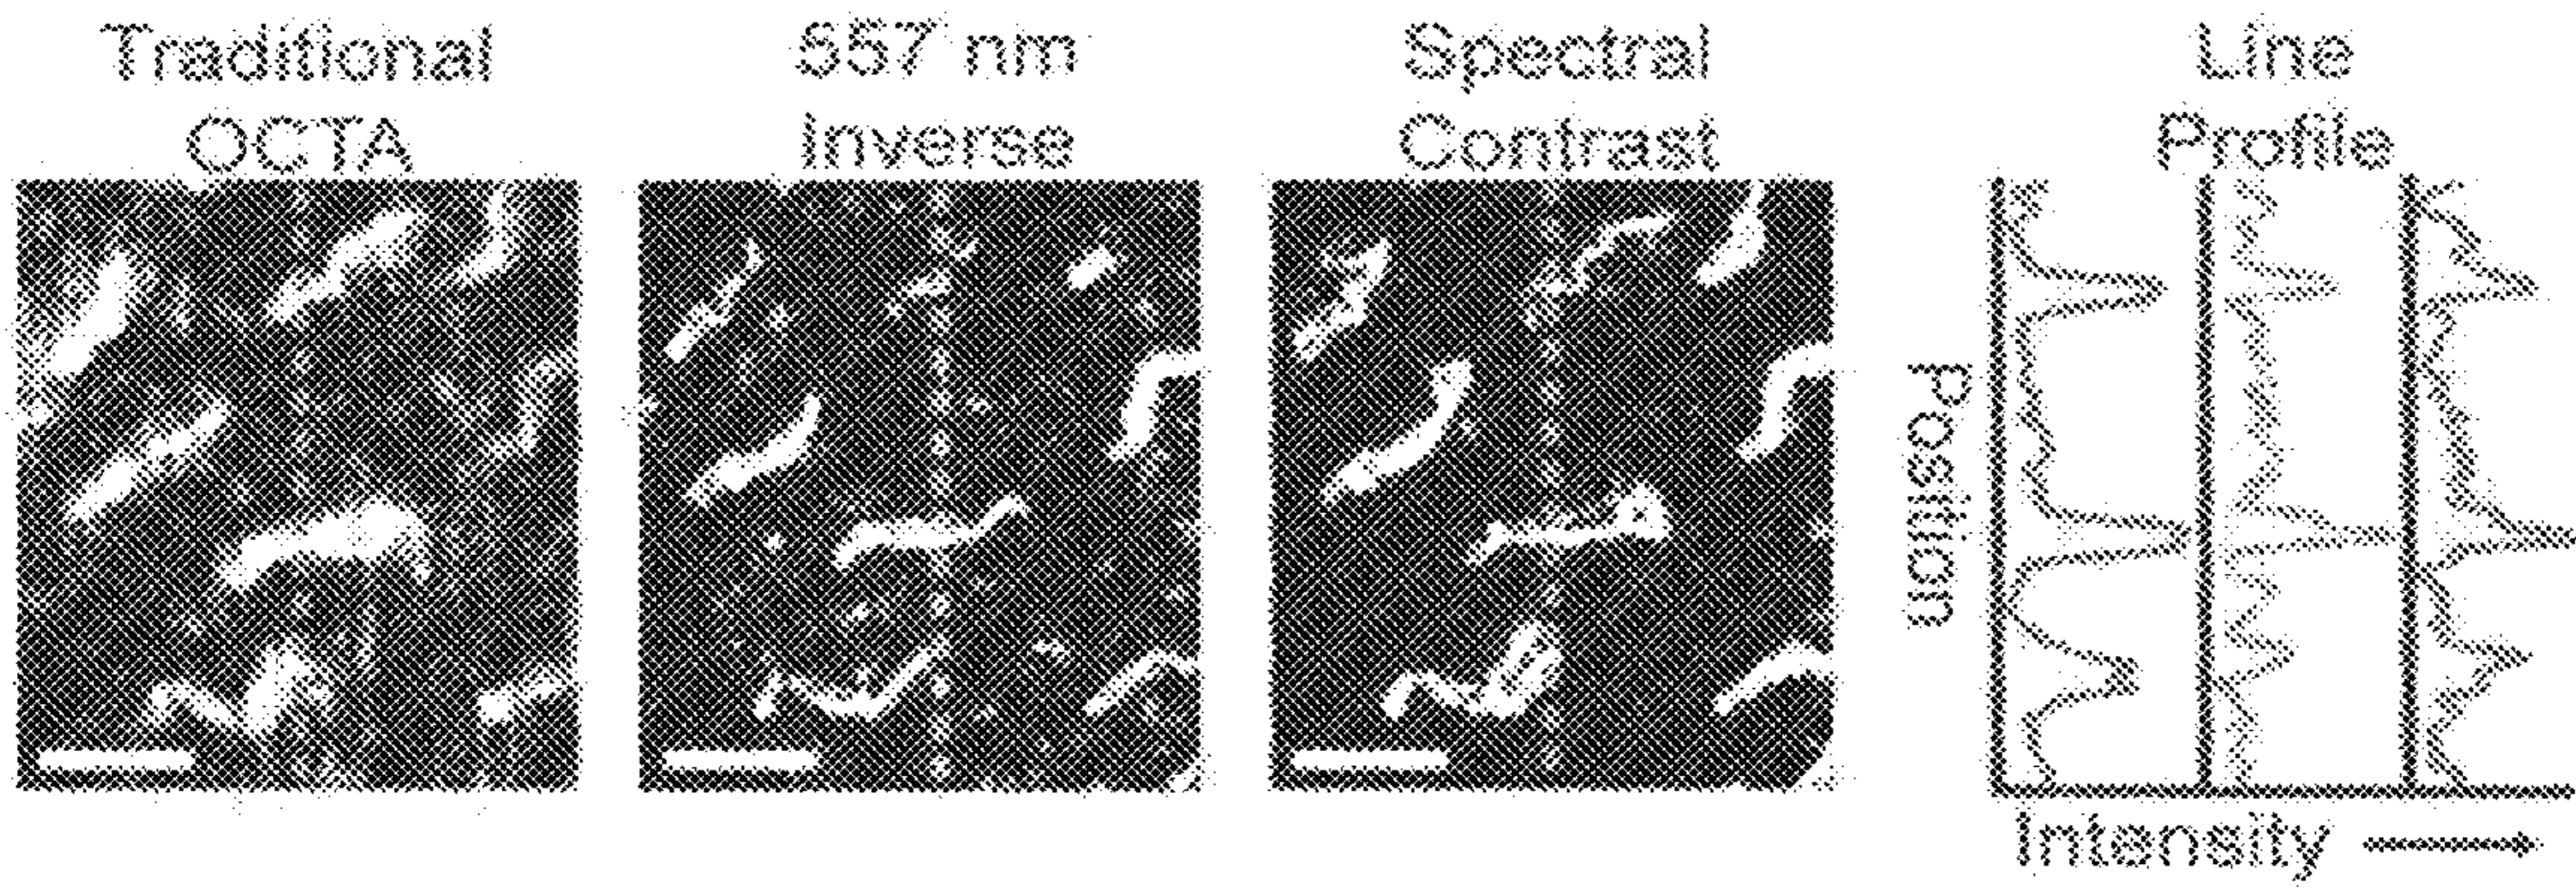 Traditional
OCTA
557 nm
Inverse
Spectral
Contrast
Line
Profile
Position
Intensity